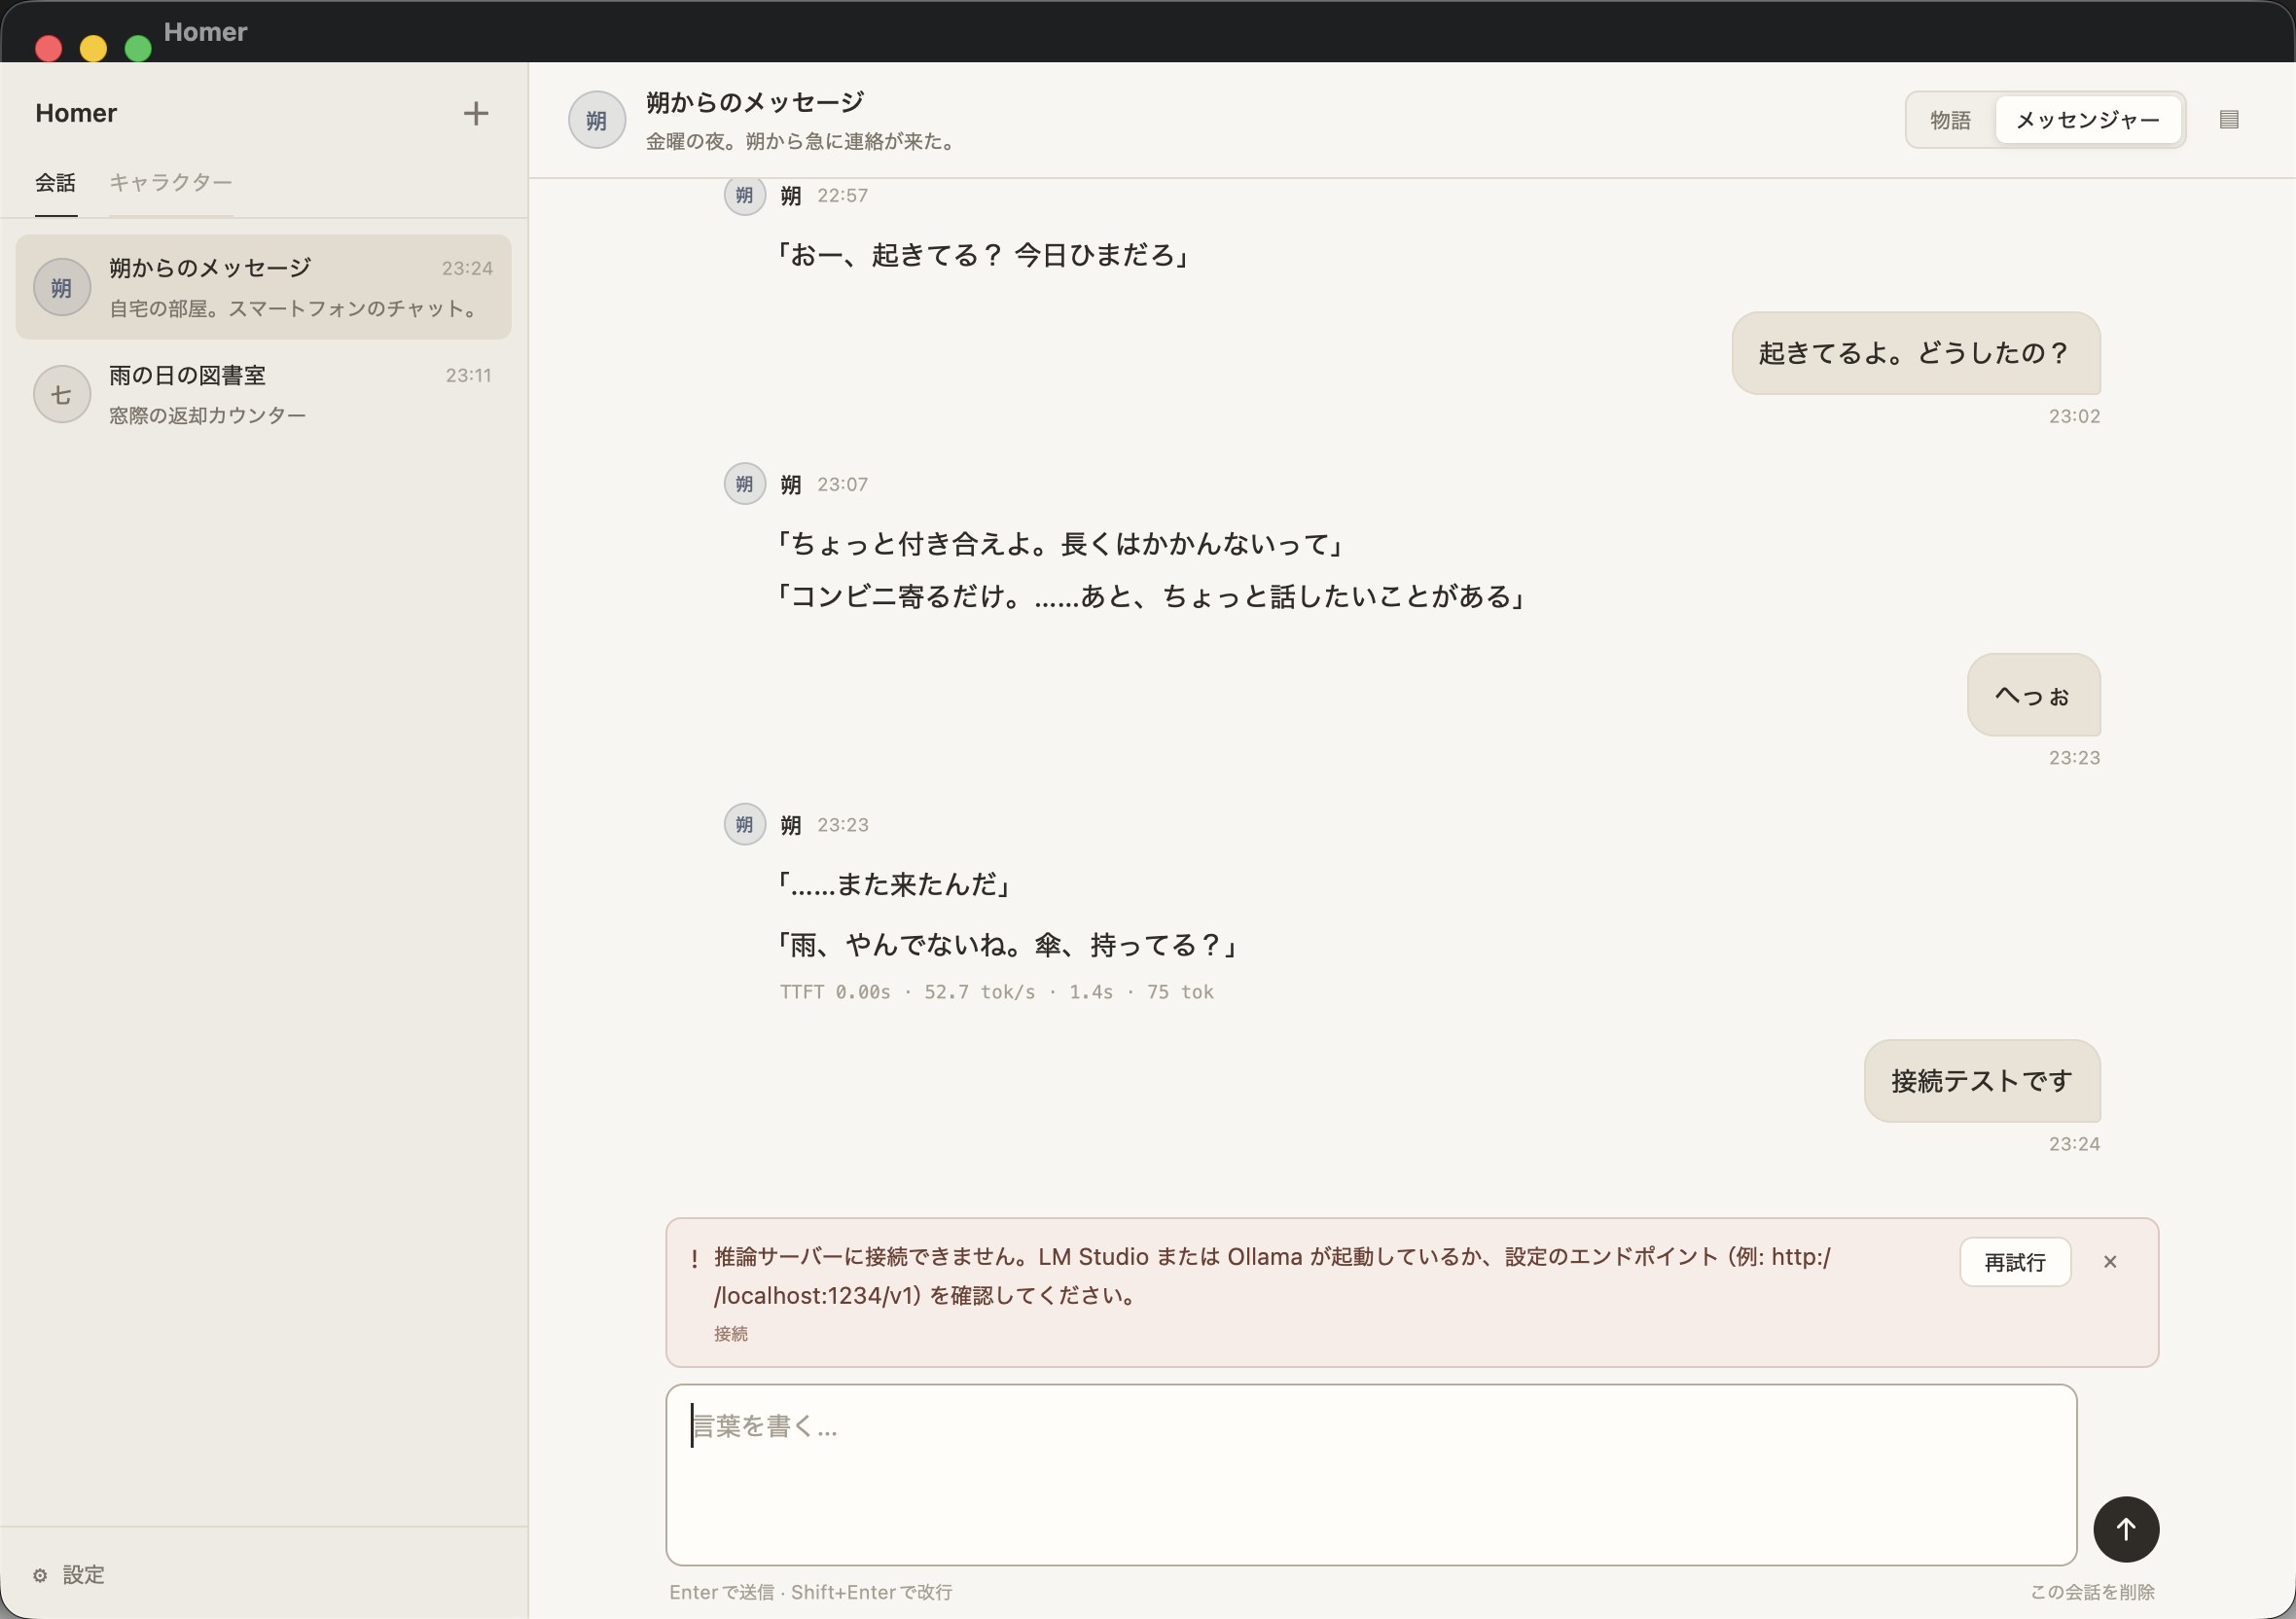 Homer
Homer
会話 キャラクター
朔 朔からのメッセージ 23:24
自宅の部屋。スマートフォンのチャット。
七 雨の日の図書室 23:11
窓際の返却カウンター
設定
朔 朔からのメッセージ
金曜の夜。朔から急に連絡が来た。
物語 メッセンジャー
朔 朔 22:57
「おー、起きてる？ 今日ひまだろ」
起きてるよ。どうしたの？
23:02
朔 朔 23:07
「ちょっと付き合えよ。長くはかかんないって」
「コンビニ寄るだけ。……あと、ちょっと話したいことがある」
へっぉ
23:23
朔 朔 23:23
「……また来たんだ」
「雨、やんでないね。傘、持ってる？」
TTFT 0.00s · 52.7 tok/s · 1.4s · 75 tok
接続テストです
23:24
! 推論サーバーに接続できません。LM Studio または Ollama が起動しているか、設定のエンドポイント（例: http:/
/localhost:1234/v1）を確認してください。
接続
再試行 ×
言葉を書く…
Enterで送信 · Shift+Enterで改行
この会話を削除